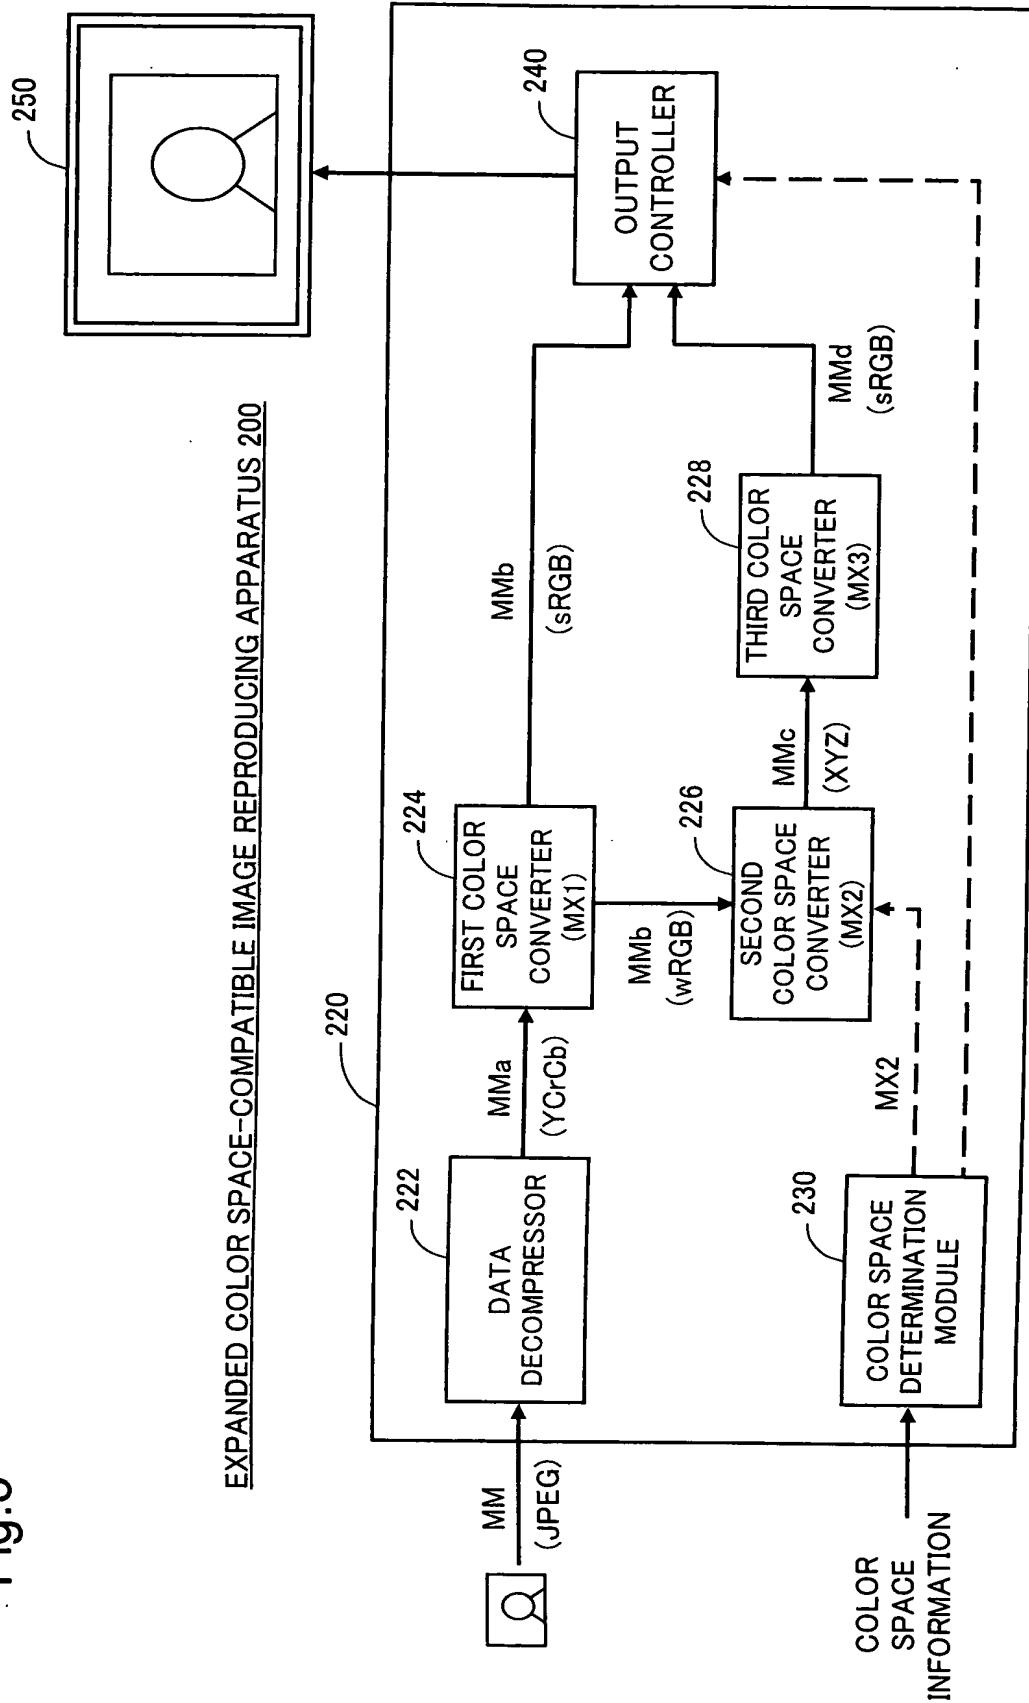 EXPANDED COLOR SPACE-COMPATIBLE IMAGE REPRODUCING APPARATUS 200
250
220
MM
(JPEG)
222
DATA
DECOMPRESSOR
MMa
(YCrCb)
224
FIRST COLOR
SPACE
CONVERTER
(MX1)
MMb
(sRGB)
MMb
(wRGB)
226
SECOND
COLOR SPACE
CONVERTER
(MX2)
MMc
(XYZ)
228
THIRD COLOR
SPACE
CONVERTER
(MX3)
MMd
(sRGB)
240
OUTPUT
CONTROLLER
COLOR
SPACE
INFORMATION
230
COLOR SPACE
DETERMINATION
MODULE
MX2